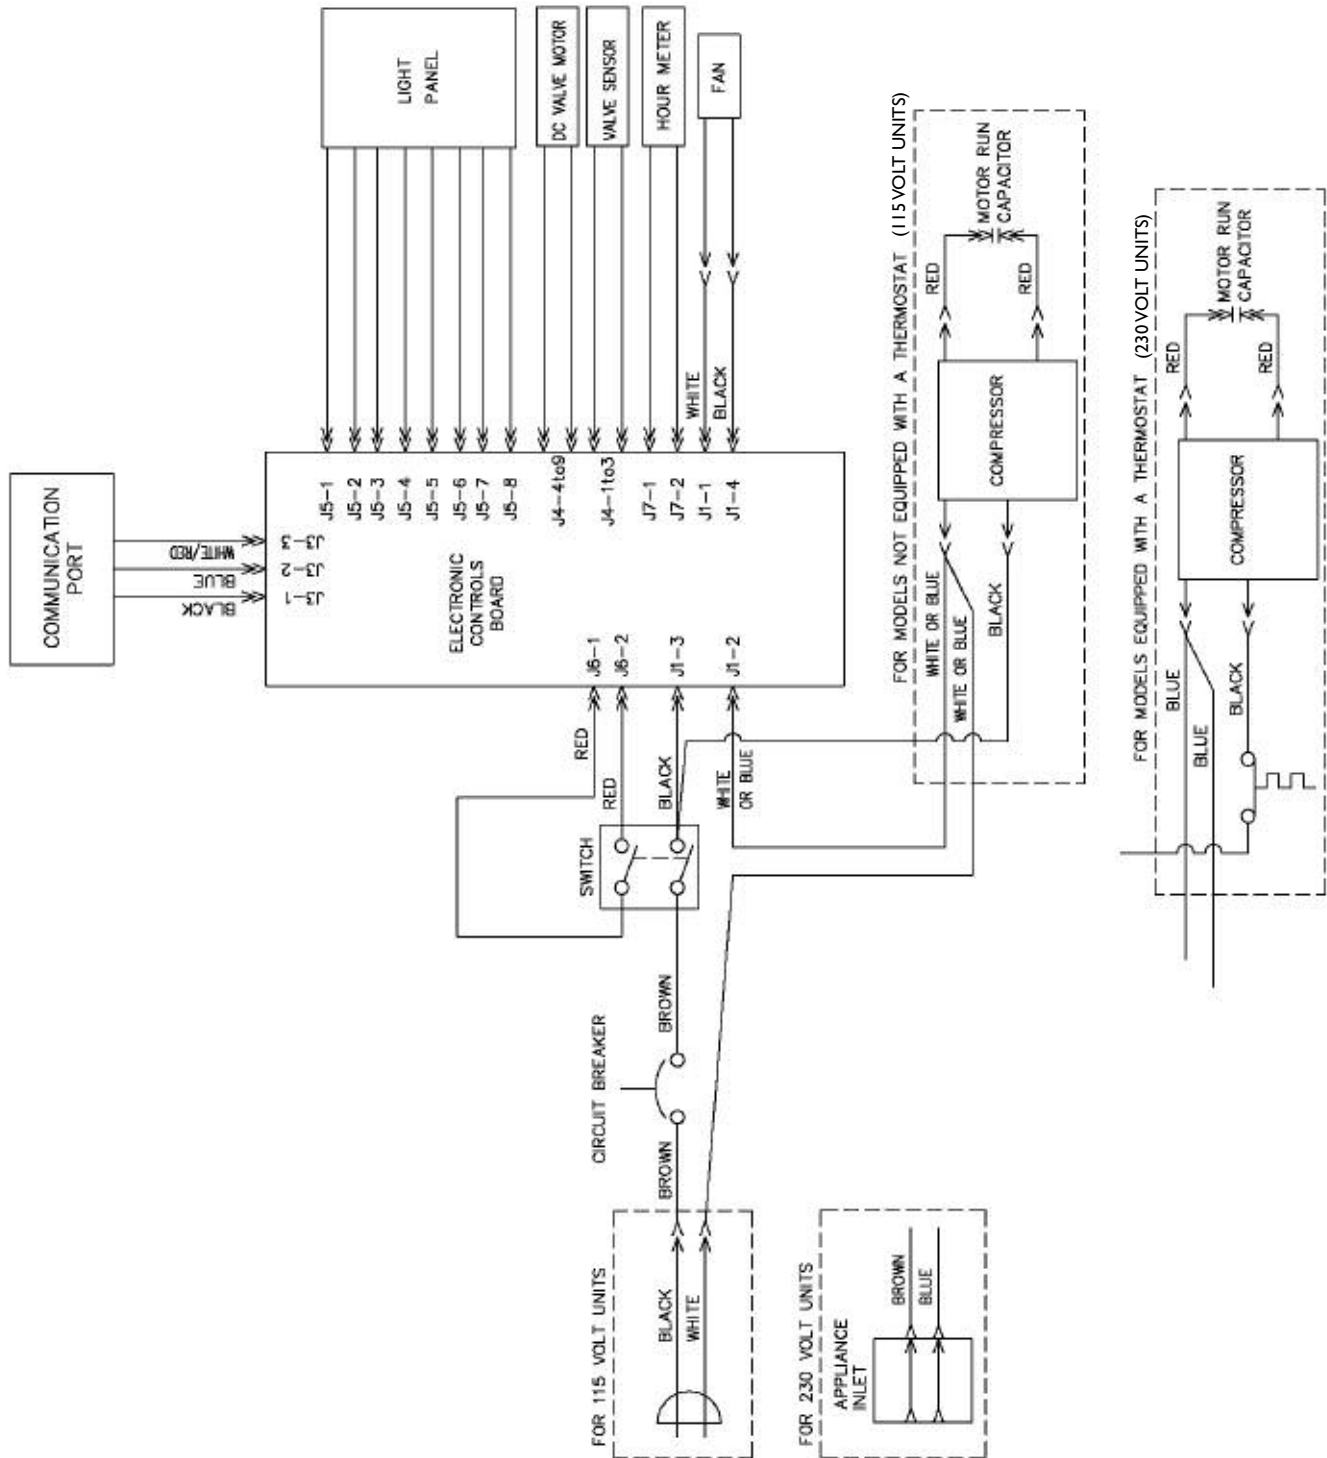 COMMUNICATION
PORT
BLACK
BLUE
WHITE/RED
J3-1
J3-2
J3-3
LIGHT
PANEL
DC VALVE MOTOR
VALVE SENSOR
HOUR METER
FAN
WHITE
BLACK
J5-1
J5-2
J5-3
J5-4
J5-5
J5-6
J5-7
J5-8
J4-4to9
J4-1to3
J7-1
J7-2
J1-1
J1-4
ELECTRONIC
CONTROLS
BOARD
J6-1
J6-2
J1-3
J1-2
RED
RED
BLACK
WHITE
OR BLUE
SWITCH
CIRCUIT BREAKER
BROWN
BROWN
FOR 115 VOLT UNITS
BLACK
WHITE
FOR 230 VOLT UNITS
APPLIANCE
INLET
BROWN
BLUE
FOR MODELS NOT EQUIPPED WITH A THERMOSTAT (115 VOLT UNITS)
WHITE OR BLUE
WHITE OR BLUE
BLACK
COMPRESSOR
RED
RED
MOTOR RUN
CAPACITOR
FOR MODELS EQUIPPED WITH A THERMOSTAT (230 VOLT UNITS)
BLUE
BLUE
BLACK
COMPRESSOR
RED
RED
MOTOR RUN
CAPACITOR